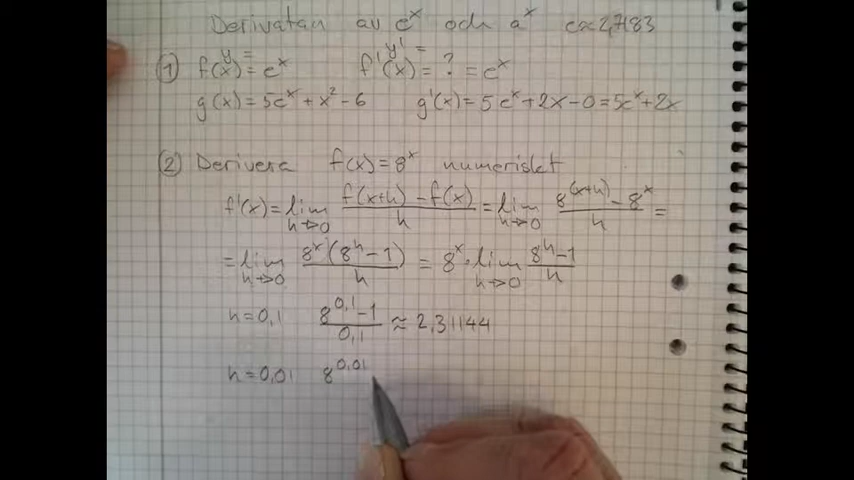 Derivatan av e^x och a^x e≈2,7183
① f(x) = y = e^x f'(x) = y' = ? = e^x
g(x) = 5e^x + x² - 6 g'(x) = 5e^x + 2x - 0 = 5e^x + 2x
② Derivera f(x) = 8^x numeriskt
f'(x) = lim h→0 (f(x+h) - f(x))/h = lim h→0 (8^(x+h) - 8^x)/h =
= lim h→0 8^x(8^h - 1)/h = 8^x · lim h→0 (8^h - 1)/h
h = 0,1 (8^0,1 - 1)/0,1 ≈ 2,31144
h = 0,01 8^0,01